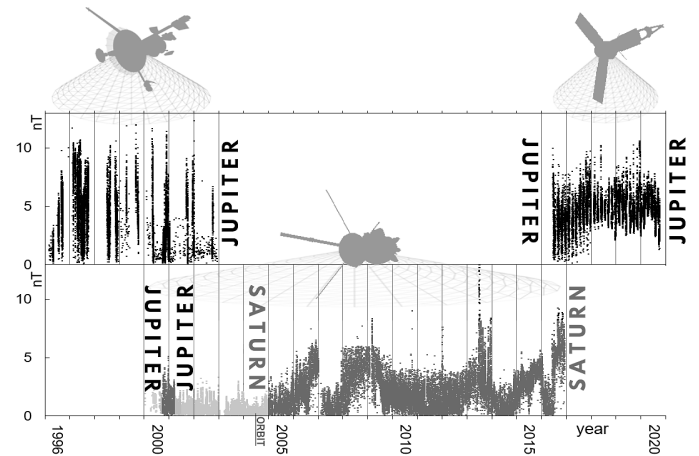 nT
10
5
0
JUPITER
JUPITER
JUPITER
nT
10
5
0
JUPITER
JUPITER
SATURN
SATURN
ORBIT
year
1996
2000
2005
2010
2015
2020